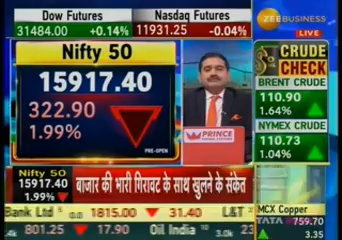 Dow Futures
31484.00 +0.14%
Nasdaq Futures
11931.25 -0.04%
ZEE BUSINESS
LIVE
Nifty 50
15917.40
322.90
1.99%
PRE-OPEN
PRINCE
CRUDE
CHECK
BRENT CRUDE
110.90
1.64%
NYMEX CRUDE
110.73
1.04%
Nifty 50
15917.40
1.99%
बाजार की भारी गिरावट के साथ खुलने के संकेत
MCX Copper
759.70
3.35
Bank Ltd 1815.00 31.40 L&T
801.25 17.90 Oil India